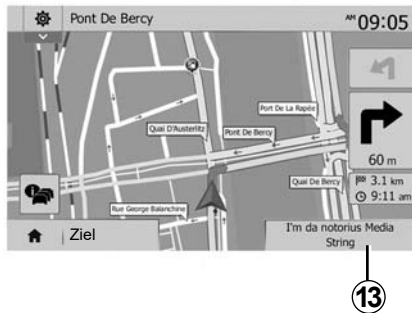 Pont De Bercy
AM 09:05
Port De La Rapée
Quai D'Austerlitz
Pont De Bercy
60 m
Quai De Bercy
3.1 km
9:11 am
Rue George Balanchine
Ziel
I'm da notorius Media
String
13